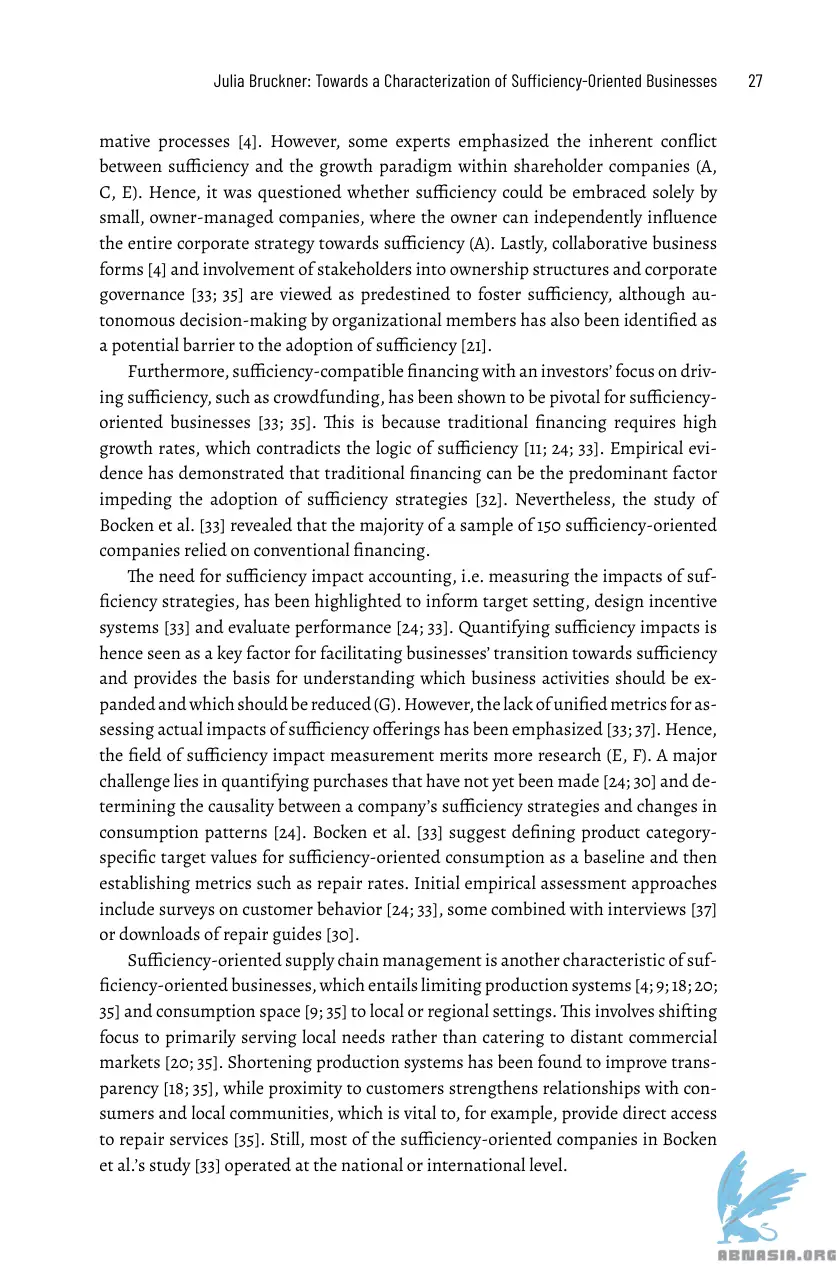 Julia Bruckner: Towards a Characterization of Sufficiency-Oriented Businesses 27
mative processes [4]. However, some experts emphasized the inherent conflict
between sufficiency and the growth paradigm within shareholder companies (A,
C, E). Hence, it was questioned whether sufficiency could be embraced solely by
small, owner-managed companies, where the owner can independently influence
the entire corporate strategy towards sufficiency (A). Lastly, collaborative business
forms [4] and involvement of stakeholders into ownership structures and corporate
governance [33; 35] are viewed as predestined to foster sufficiency, although au-
tonomous decision-making by organizational members has also been identified as
a potential barrier to the adoption of sufficiency [21].
Furthermore, sufficiency-compatible financing with an investors’ focus on driv-
ing sufficiency, such as crowdfunding, has been shown to be pivotal for sufficiency-
oriented businesses [33; 35]. This is because traditional financing requires high
growth rates, which contradicts the logic of sufficiency [11; 24; 33]. Empirical evi-
dence has demonstrated that traditional financing can be the predominant factor
impeding the adoption of sufficiency strategies [32]. Nevertheless, the study of
Bocken et al. [33] revealed that the majority of a sample of 150 sufficiency-oriented
companies relied on conventional financing.
The need for sufficiency impact accounting, i.e. measuring the impacts of suf-
ficiency strategies, has been highlighted to inform target setting, design incentive
systems [33] and evaluate performance [24; 33]. Quantifying sufficiency impacts is
hence seen as a key factor for facilitating businesses’ transition towards sufficiency
and provides the basis for understanding which business activities should be ex-
panded and which should be reduced (G). However, the lack of unified metrics for as-
sessing actual impacts of sufficiency offerings has been emphasized [33; 37]. Hence,
the field of sufficiency impact measurement merits more research (E, F). A major
challenge lies in quantifying purchases that have not yet been made [24; 30] and de-
termining the causality between a company’s sufficiency strategies and changes in
consumption patterns [24]. Bocken et al. [33] suggest defining product category-
specific target values for sufficiency-oriented consumption as a baseline and then
establishing metrics such as repair rates. Initial empirical assessment approaches
include surveys on customer behavior [24; 33], some combined with interviews [37]
or downloads of repair guides [30].
Sufficiency-oriented supply chain management is another characteristic of suf-
ficiency-oriented businesses, which entails limiting production systems [4; 9; 18; 20;
35] and consumption space [9; 35] to local or regional settings. This involves shifting
focus to primarily serving local needs rather than catering to distant commercial
markets [20; 35]. Shortening production systems has been found to improve trans-
parency [18; 35], while proximity to customers strengthens relationships with con-
sumers and local communities, which is vital to, for example, provide direct access
to repair services [35]. Still, most of the sufficiency-oriented companies in Bocken
et al.’s study [33] operated at the national or international level.
ABNASIA.ORG